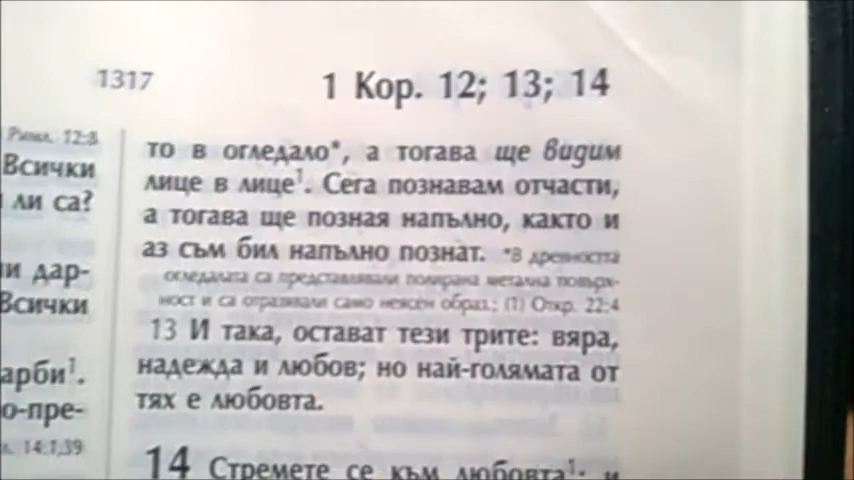 1317
1 Кор. 12; 13; 14
Римл. 12:8
Всички
ли са?
ни дар-
Всички
арби¹.
о-пре-
14:1,39
то в огледало*, а тогава ще видим
лице в лице¹. Сега познавам отчасти,
а тогава ще позная напълно, както и
аз съм бил напълно познат. *В древността
огледалата са представлявали полирана метална повърх-
ност и са отразявали само неясен образ.; (1) Откр. 22:4
13 И така, остават тези трите: вяра,
надежда и любов; но най-голямата от
тях е любовта.
14 Стремете се към любовта¹; и